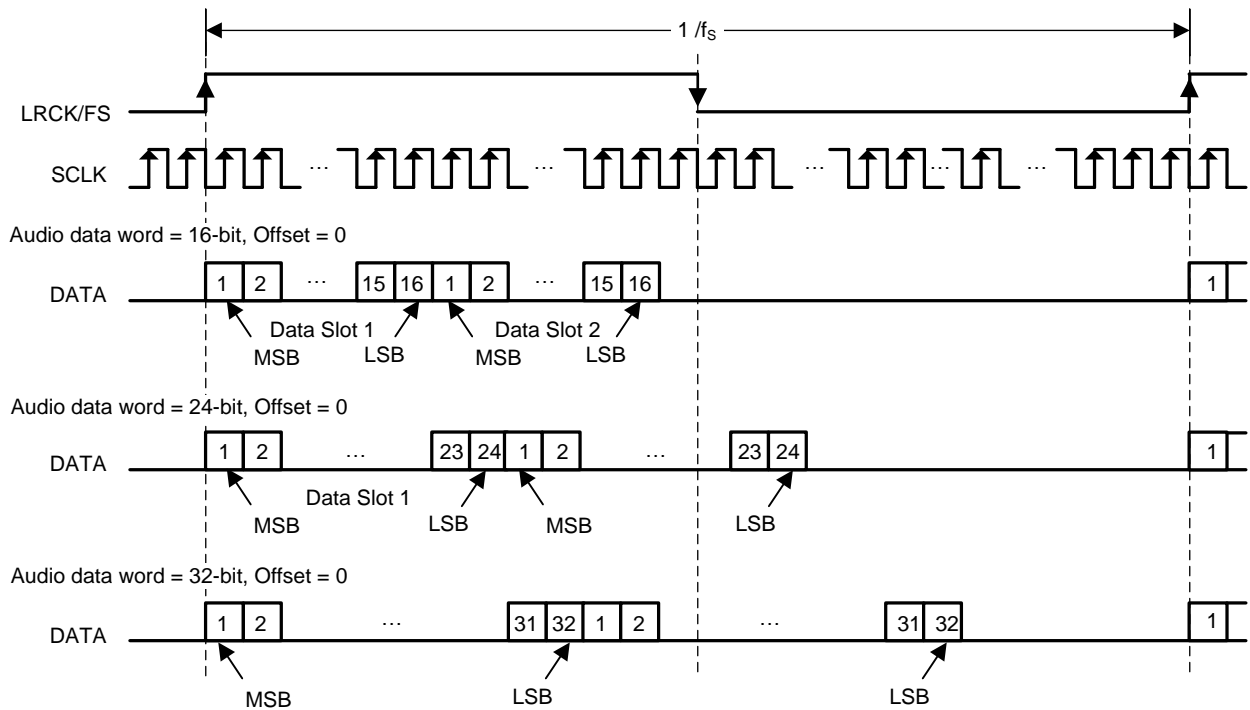 1 /fS
LRCK/FS
SCLK … … … … …
Audio data word = 16-bit, Offset = 0
DATA 1 2 … 15 16 1 2 … 15 16 1
Data Slot 1 Data Slot 2
MSB LSB MSB LSB
Audio data word = 24-bit, Offset = 0
DATA 1 2 … 23 24 1 2 … 23 24 1
Data Slot 1
MSB LSB MSB LSB
Audio data word = 32-bit, Offset = 0
DATA 1 2 … 31 32 1 2 … 31 32 1
MSB LSB LSB